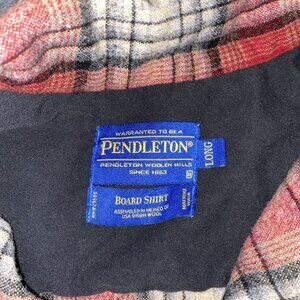 WARRANTED TO BE A
PENDLETON®
PENDLETON WOOLEN MILLS
SINCE 1863
LONG
BOARD SHIRT
ASSEMBLED IN MEXICO OF
USA VIRGIN WOOL